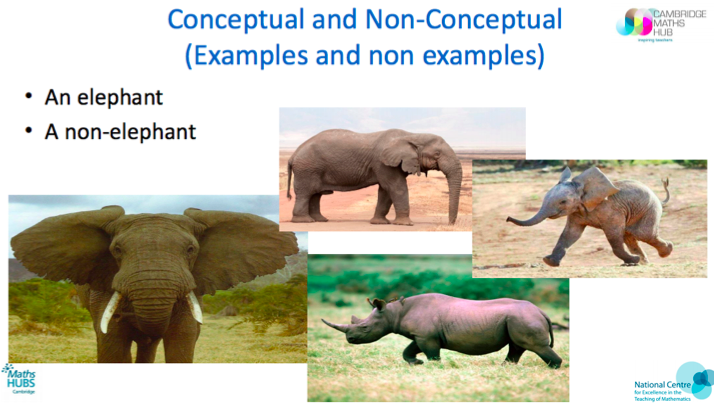 Conceptual and Non-Conceptual
(Examples and non examples)
CAMBRIDGE
MATHS
HUB
inspiring teachers
• An elephant
• A non-elephant
Maths
HUBS
Cambridge
National Centre
for Excellence in the
Teaching of Mathematics